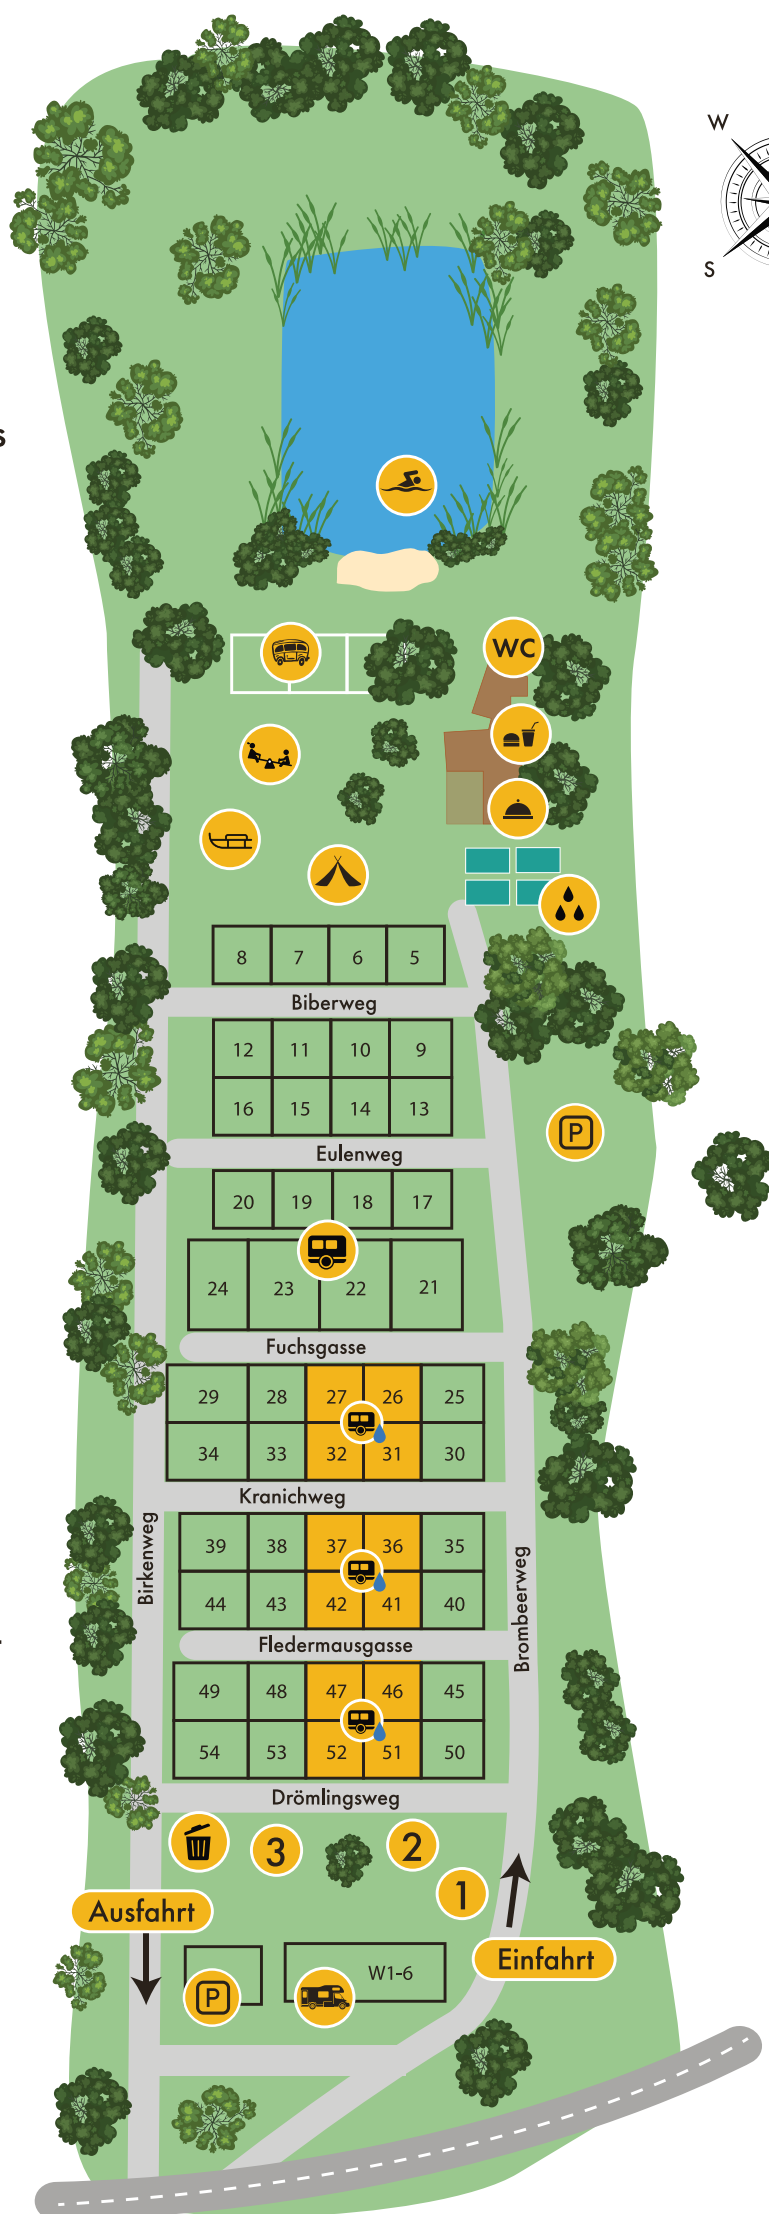 W
S
s
WC
8 7 6 5
Biberweg
12 11 10 9
16 15 14 13
P
Eulenweg
20 19 18 17
24 23 22 21
Fuchsgasse
29 28 27 26 25
34 33 32 31 30
Kranichweg
Birkenweg
Brombeerweg
39 38 37 36 35
44 43 42 41 40
Fledermausgasse
49 48 47 46 45
54 53 52 51 50
Drömlingsweg
3 2
1
Ausfahrt
Einfahrt
P
W1-6